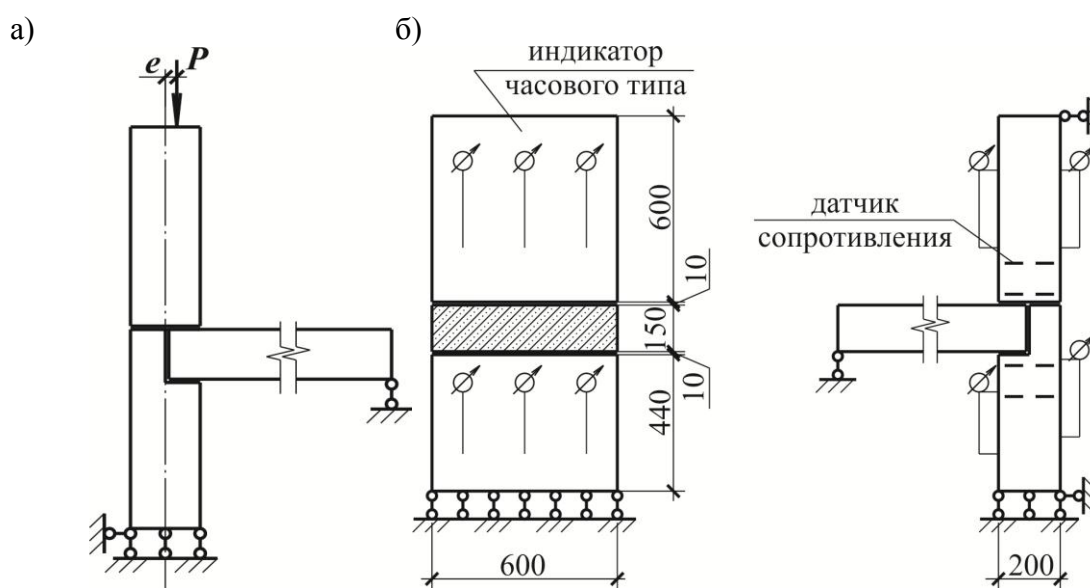 а)
б)
e
P
индикатор
часового типа
600
10
150
10
440
600
датчик
сопротивления
200